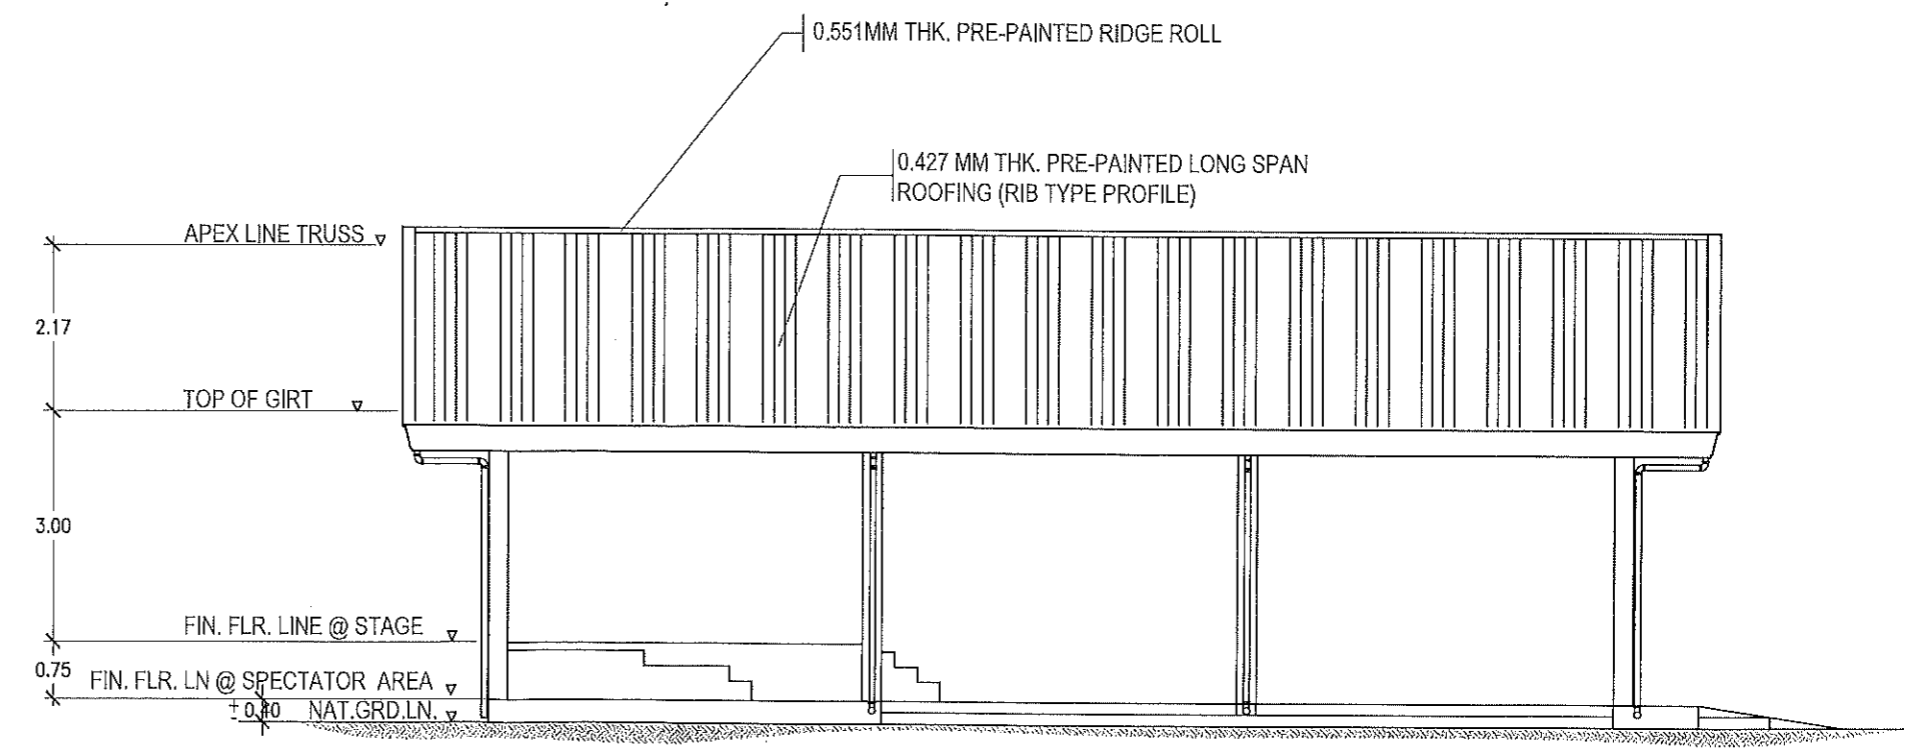 0.551MM THK. PRE-PAINTED RIDGE ROLL
0.427 MM THK. PRE-PAINTED LONG SPAN
ROOFING (RIB TYPE PROFILE)
APEX LINE TRUSS
2.17
TOP OF GIRT
3.00
FIN. FLR. LINE @ STAGE
0.75
FIN. FLR. LN @ SPECTATOR AREA
± 0.40 NAT.GRD.LN.